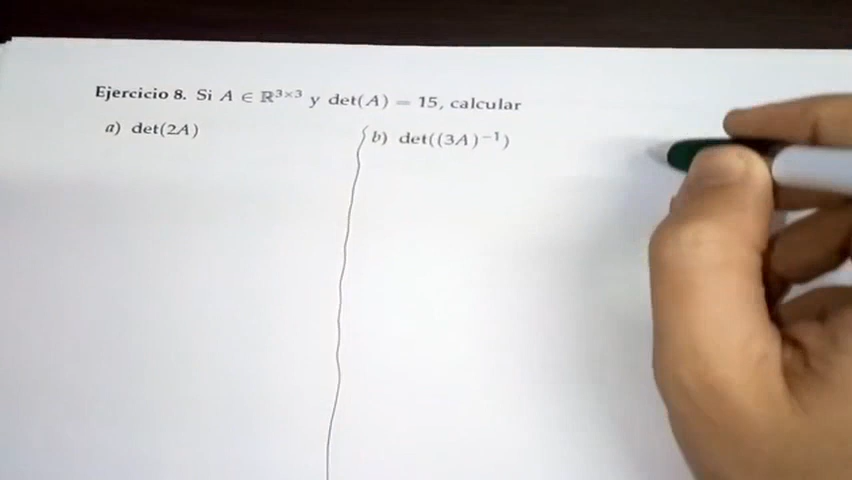 Ejercicio 8. Si A ∈ ℝ³ˣ³ y det(A) = 15, calcular
a) det(2A) b) det((3A)⁻¹)